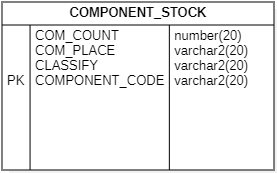 COMPONENT_STOCK
COM_COUNT number(20)
COM_PLACE varchar2(20)
CLASSIFY varchar2(20)
PK COMPONENT_CODE varchar2(20)